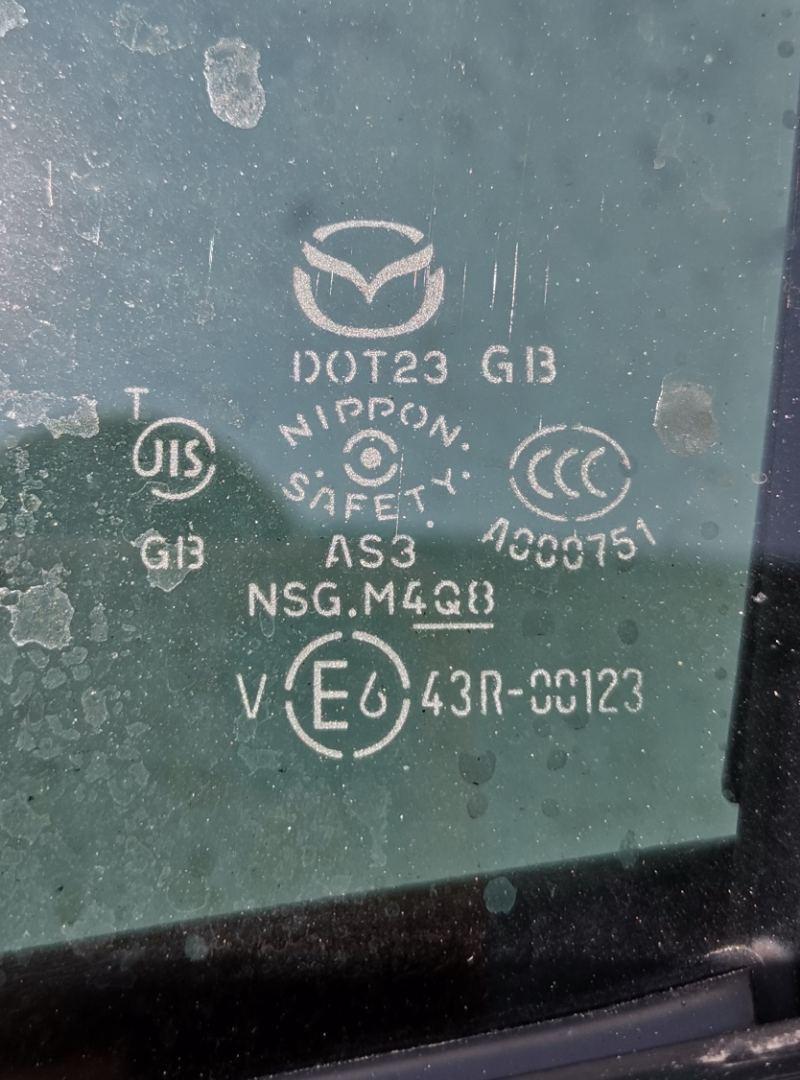 DOT23 GB
T
JIS
NIPPON.
.SAFETY.
CCC
GB
AS3
A000751
NSG.M4Q8
V E6 43R-00123